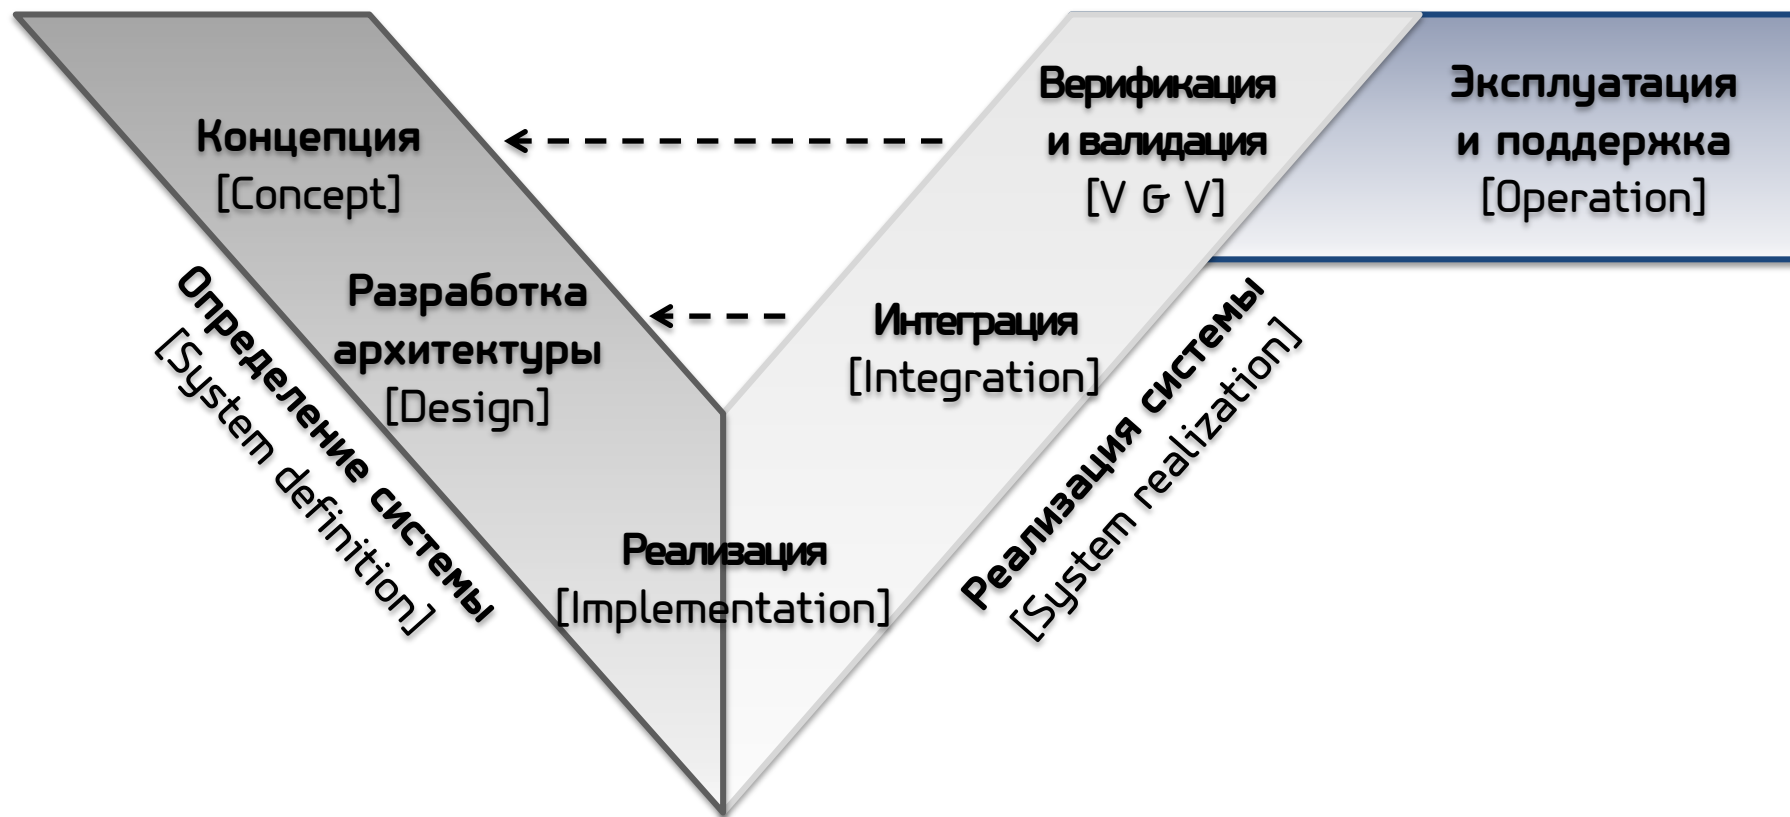 Концепция
[Concept]
Разработка
архитектуры
[Design]
Определение системы
[System definition]
Реализация
[Implementation]
Интеграция
[Integration]
Верификация
и валидация
[V & V]
Реализация системы
[System realization]
Эксплуатация
и поддержка
[Operation]